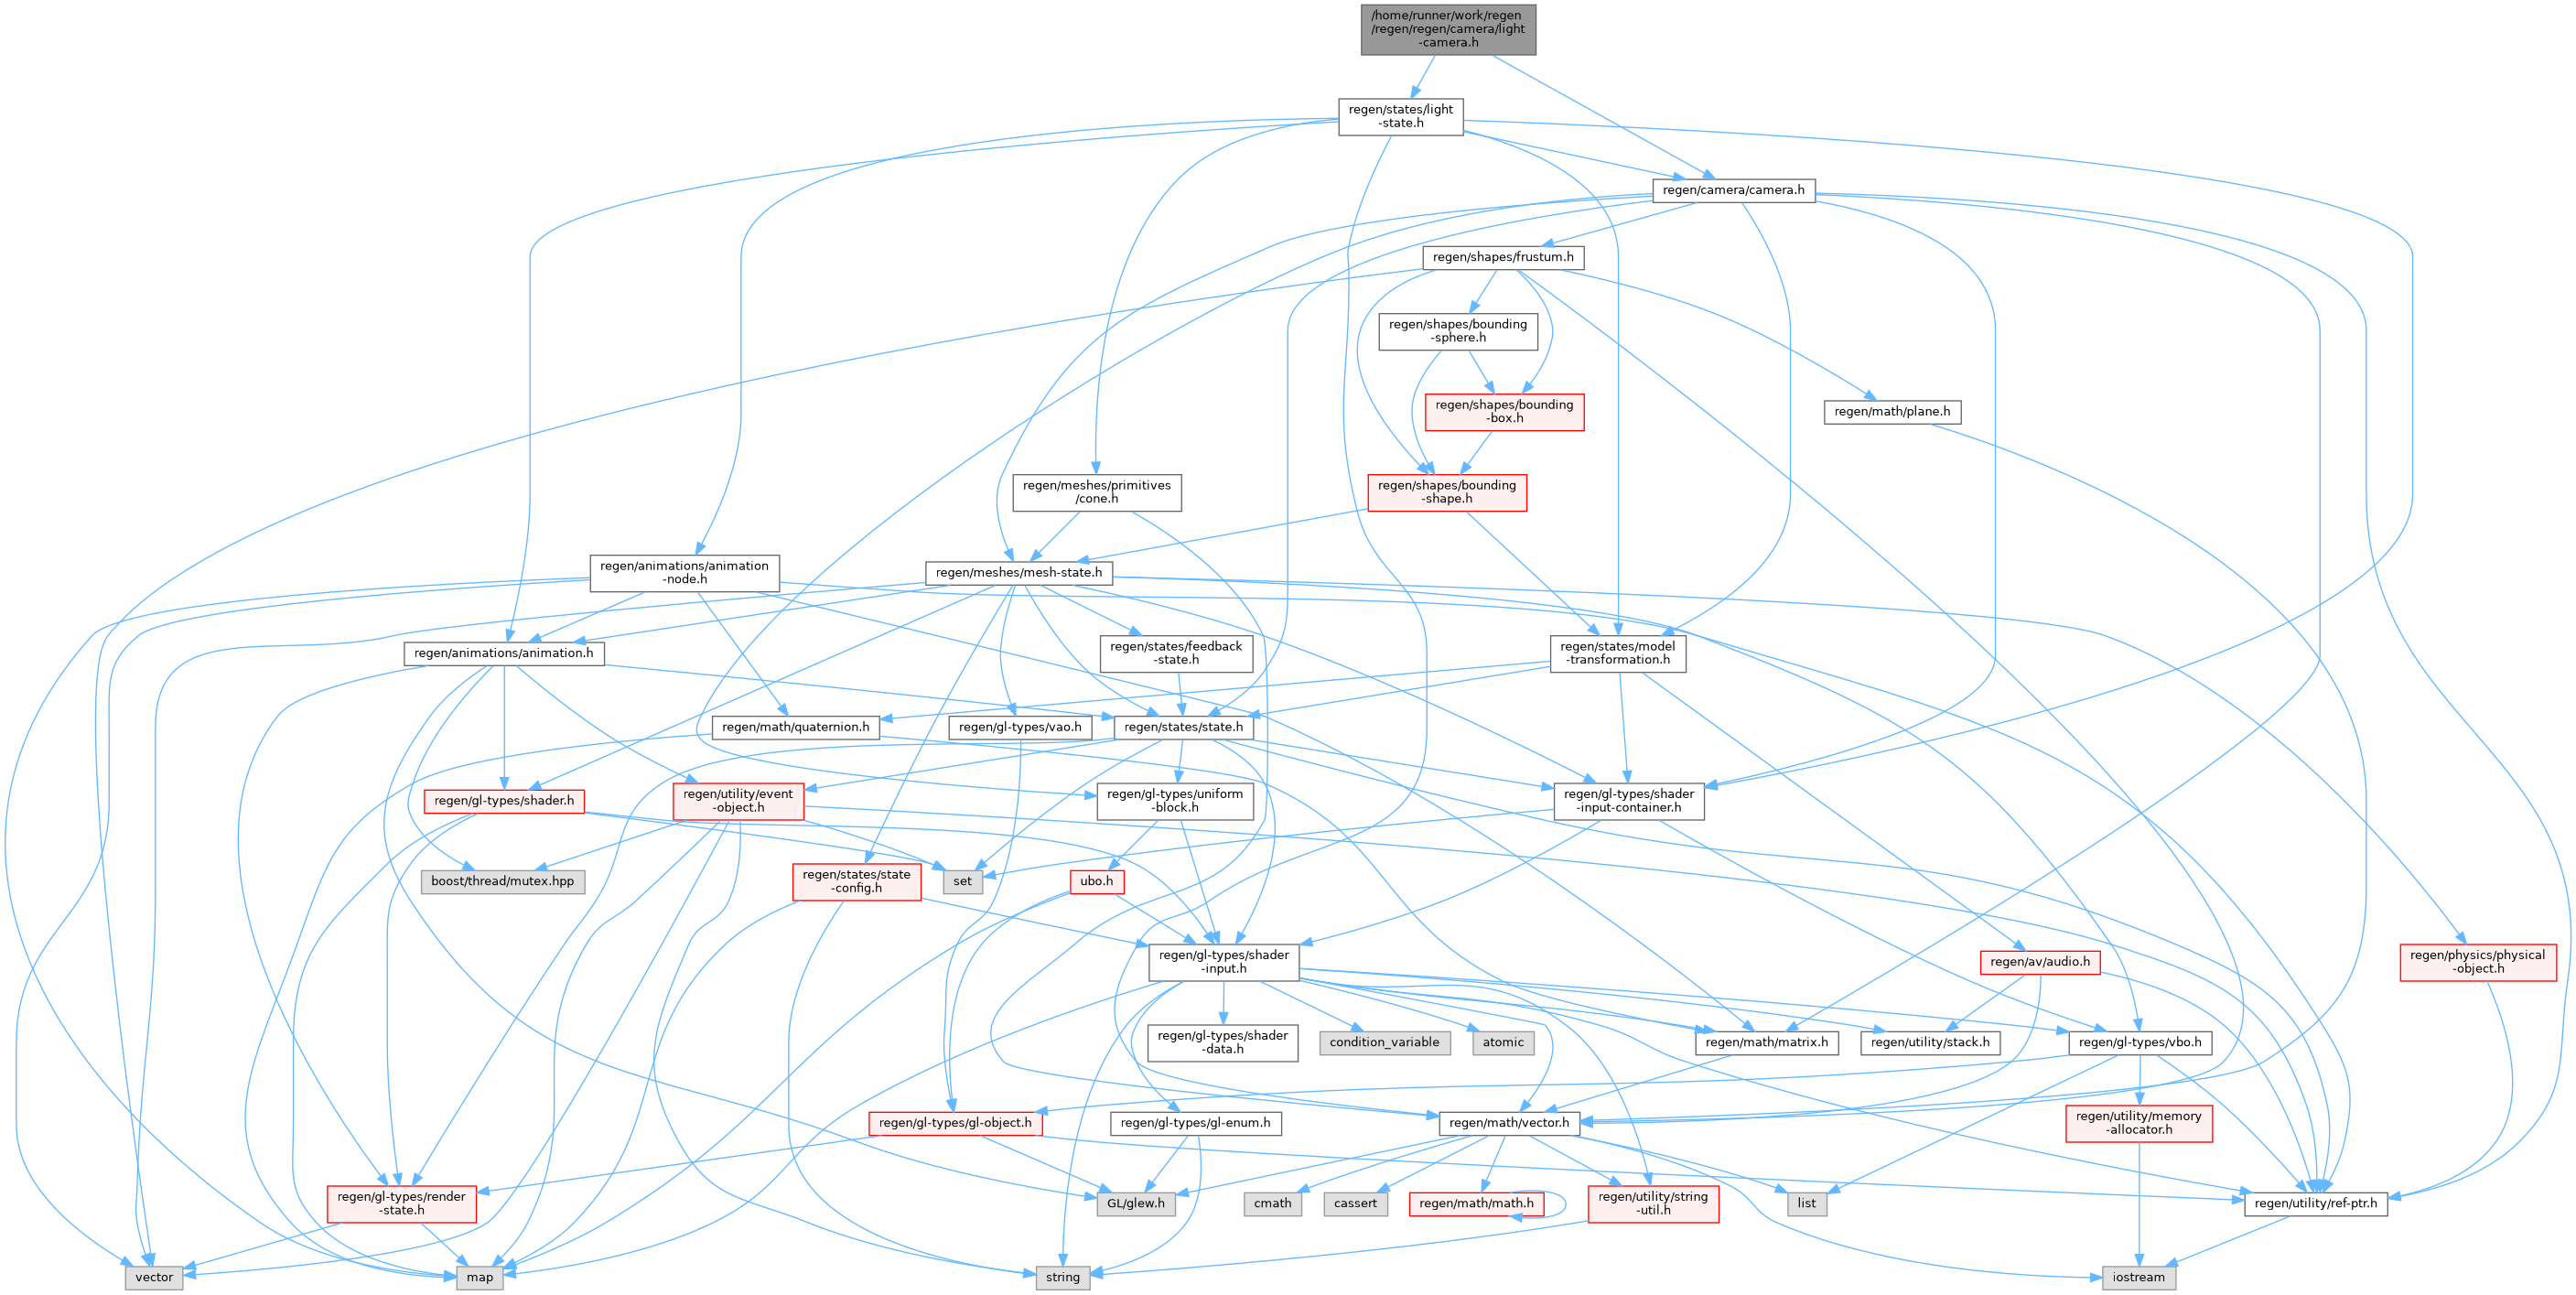 /home/runner/work/regen
/regen/regen/camera/light
-camera.h
regen/states/light
-state.h
regen/camera/camera.h
regen/shapes/frustum.h
regen/shapes/bounding
-sphere.h
regen/shapes/bounding
-box.h
regen/math/plane.h
regen/meshes/primitives
/cone.h
regen/shapes/bounding
-shape.h
regen/animations/animation
-node.h
regen/meshes/mesh-state.h
regen/animations/animation.h
regen/states/feedback
-state.h
regen/states/model
-transformation.h
regen/math/quaternion.h
regen/gl-types/vao.h
regen/states/state.h
regen/gl-types/shader.h
regen/utility/event
-object.h
regen/gl-types/uniform
-block.h
regen/gl-types/shader
-input-container.h
boost/thread/mutex.hpp
regen/states/state
-config.h
set
ubo.h
regen/gl-types/shader
-input.h
regen/av/audio.h
regen/physics/physical
-object.h
regen/gl-types/shader
-data.h
condition_variable
atomic
regen/math/matrix.h
regen/utility/stack.h
regen/gl-types/vbo.h
regen/gl-types/gl-object.h
regen/gl-types/gl-enum.h
regen/math/vector.h
regen/utility/memory
-allocator.h
regen/gl-types/render
-state.h
GL/glew.h
cmath
cassert
regen/math/math.h
regen/utility/string
-util.h
list
regen/utility/ref-ptr.h
vector
map
string
iostream